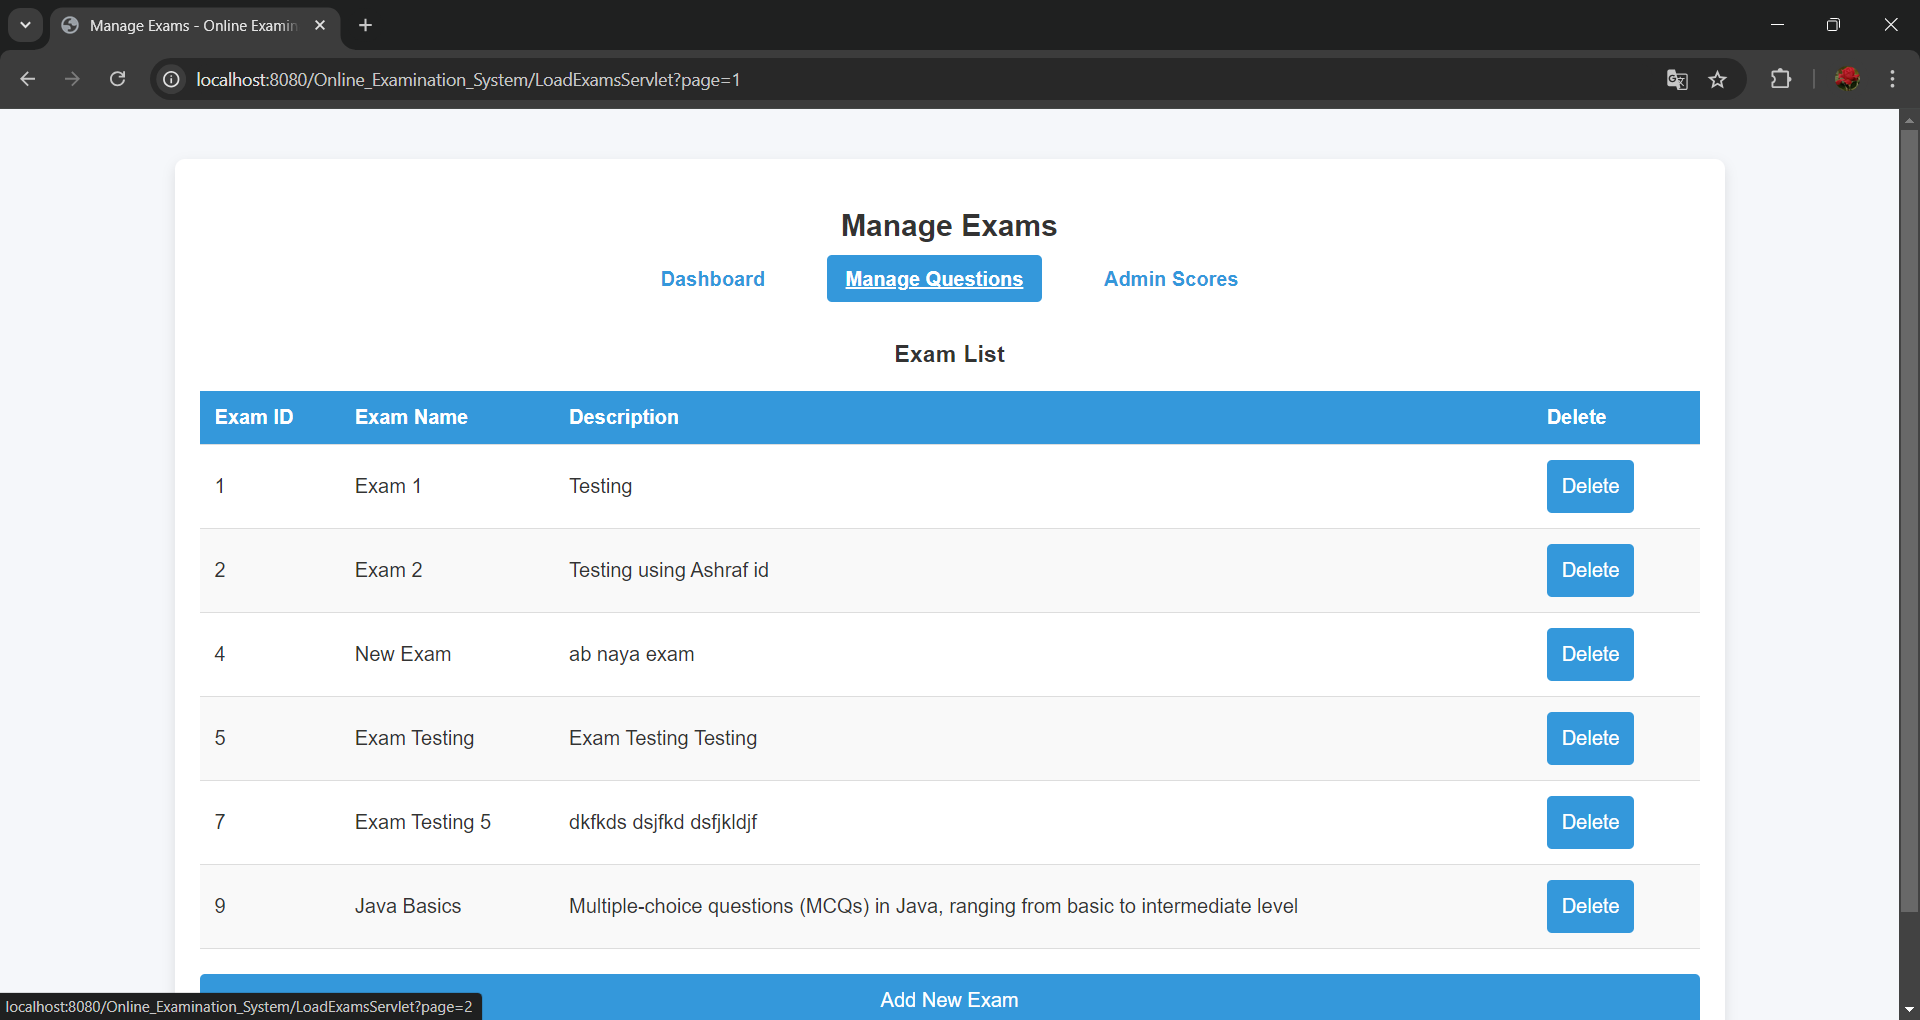 Manage Exams - Online Examin
localhost:8080/Online_Examination_System/LoadExamsServlet?page=1
Manage Exams
Dashboard Manage Questions Admin Scores
Exam List
Exam ID Exam Name Description Delete
1 Exam 1 Testing Delete
2 Exam 2 Testing using Ashraf id Delete
4 New Exam ab naya exam Delete
5 Exam Testing Exam Testing Testing Delete
7 Exam Testing 5 dkfkds dsjfkd dsfjkldjf Delete
9 Java Basics Multiple-choice questions (MCQs) in Java, ranging from basic to intermediate level Delete
Add New Exam
localhost:8080/Online_Examination_System/LoadExamsServlet?page=2